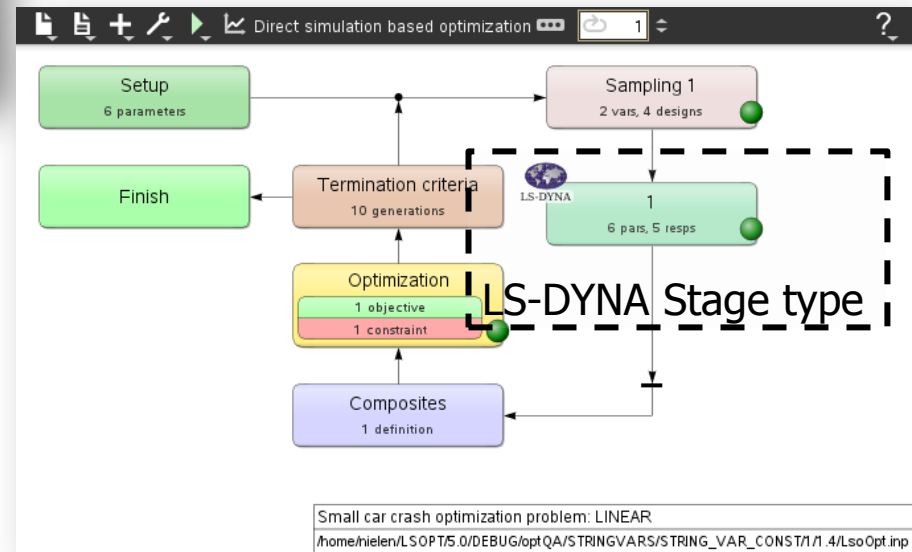 Direct simulation based optimization
1
?
Setup
6 parameters
Sampling 1
2 vars, 4 designs
Finish
Termination criteria
10 generations
LS-DYNA
1
6 pars, 5 resps
Optimization
1 objective
1 constraint
LS-DYNA Stage type
Composites
1 definition
Small car crash optimization problem: LINEAR
/home/nielen/LSOPT/5.0/DEBUG/optQA/STRINGVARS/STRING_VAR_CONST/1/1.4/LsoOpt.inp